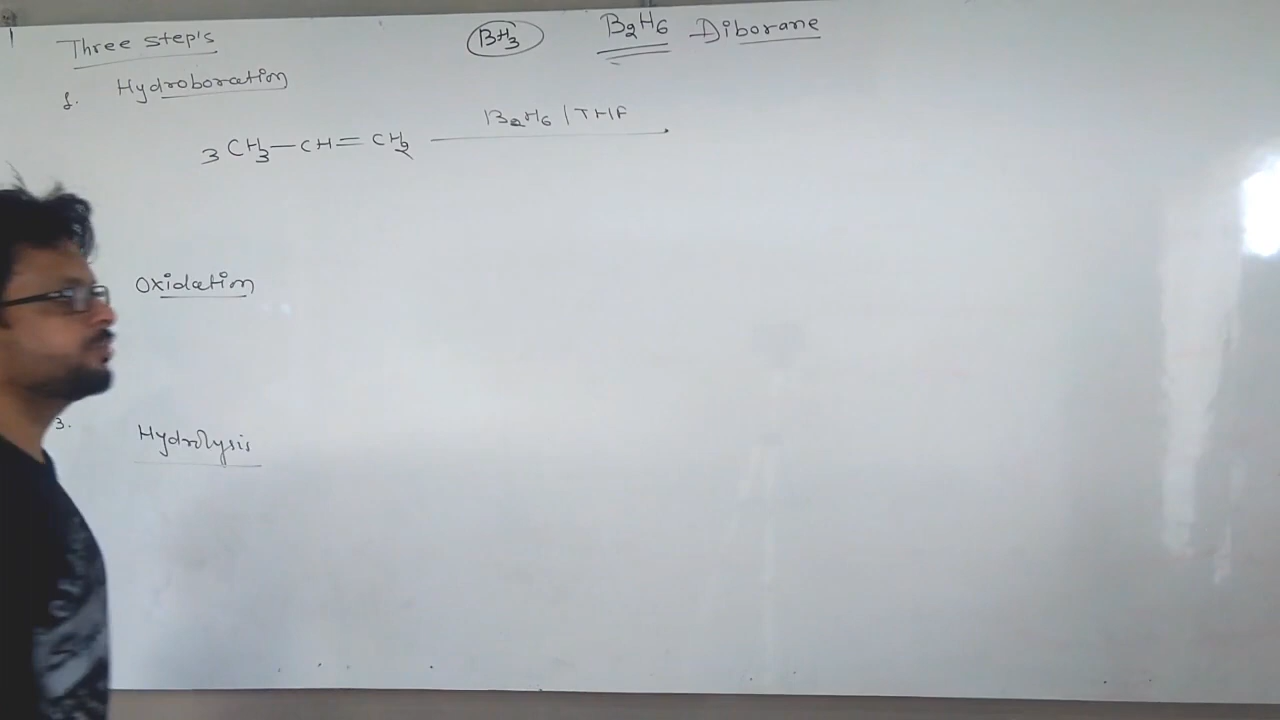 Three step's
BH3
B2H6 Diborane
1. Hydroboration
3 CH3—CH=CH2
B2H6 / THF
Oxidation
3. Hydrolysis